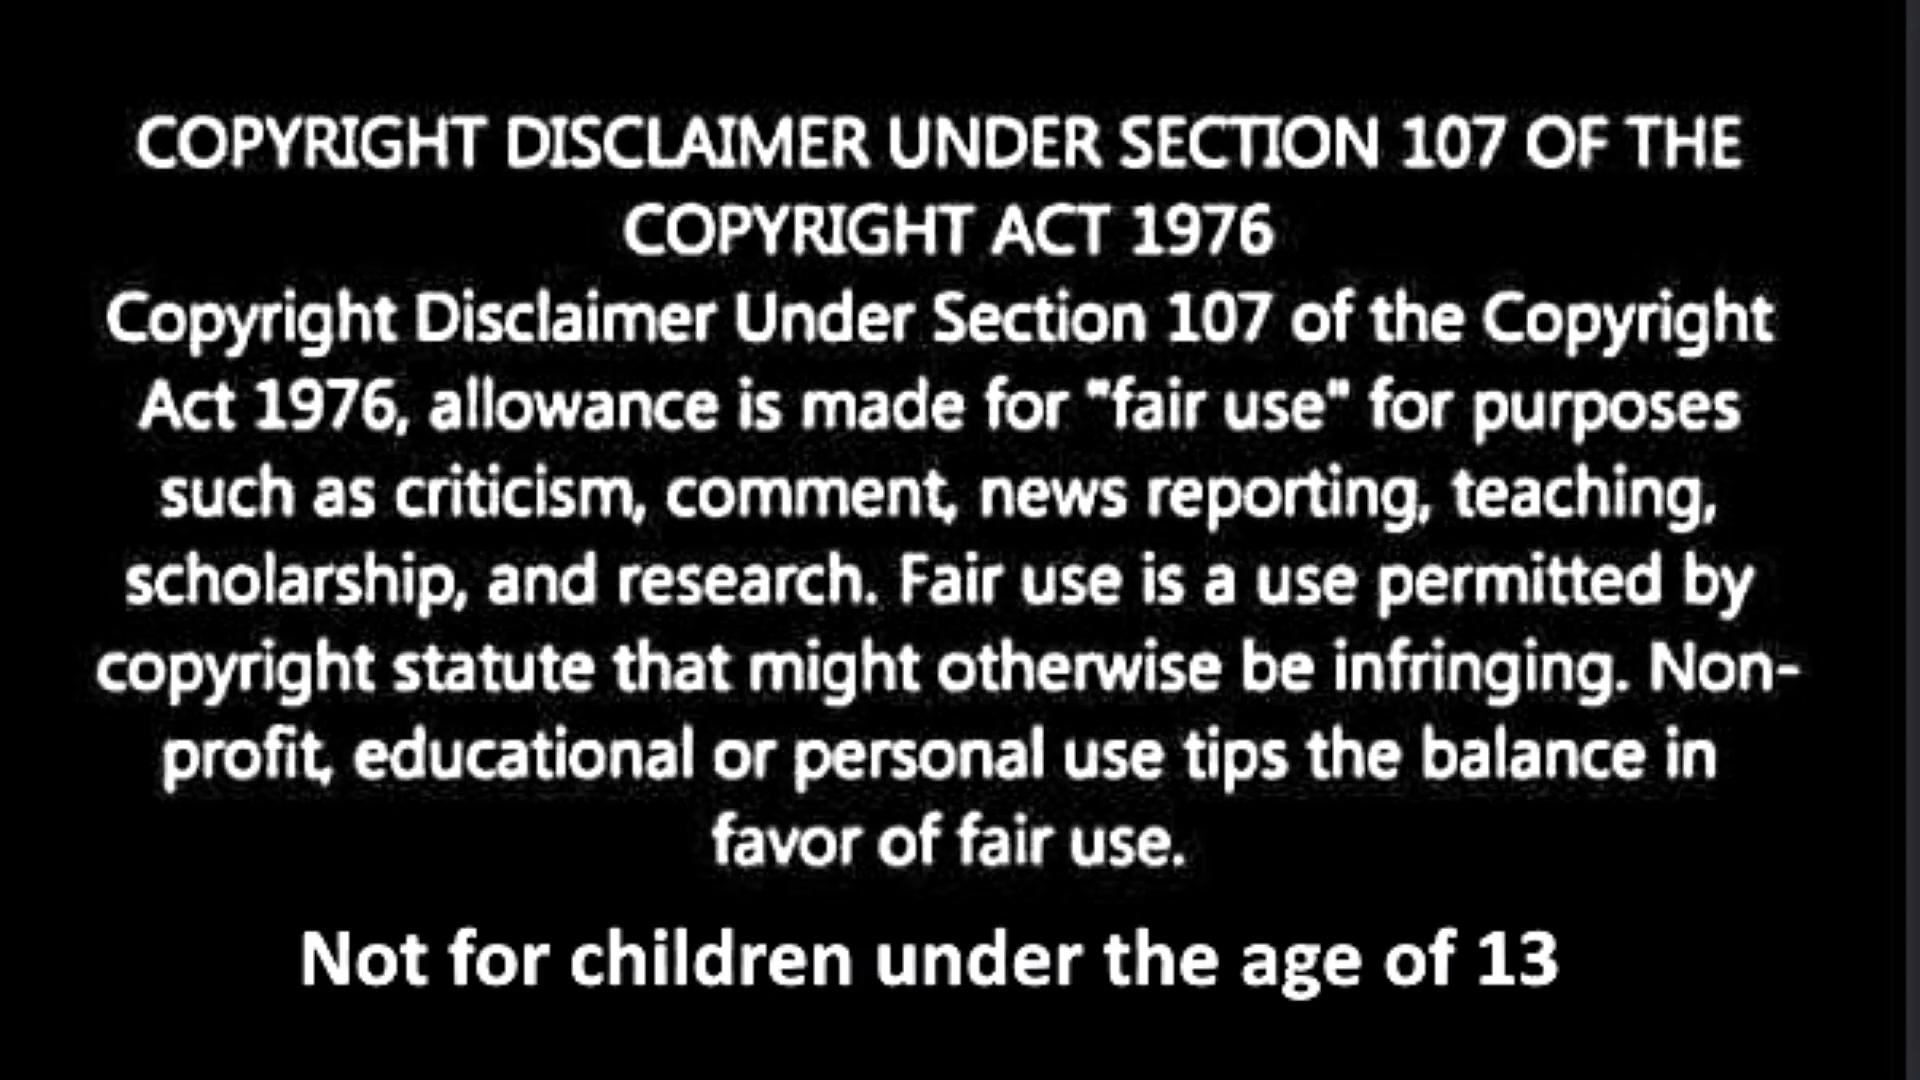 COPYRIGHT DISCLAIMER UNDER SECTION 107 OF THE
COPYRIGHT ACT 1976
Copyright Disclaimer Under Section 107 of the Copyright
Act 1976, allowance is made for "fair use" for purposes
such as criticism, comment, news reporting, teaching,
scholarship, and research. Fair use is a use permitted by
copyright statute that might otherwise be infringing. Non-
profit, educational or personal use tips the balance in
favor of fair use.
Not for children under the age of 13